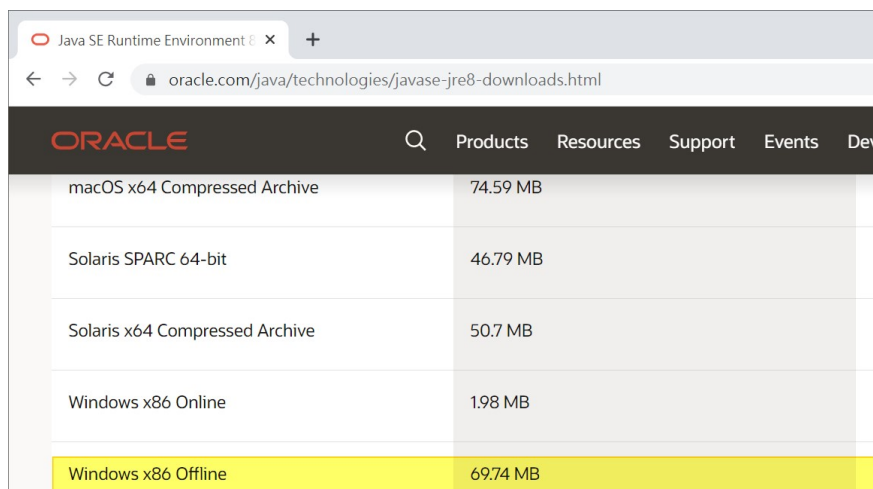 Java SE Runtime Environment 8
oracle.com/java/technologies/javase-jre8-downloads.html
ORACLE Products Resources Support Events Dev
macOS x64 Compressed Archive 74.59 MB
Solaris SPARC 64-bit 46.79 MB
Solaris x64 Compressed Archive 50.7 MB
Windows x86 Online 1.98 MB
Windows x86 Offline 69.74 MB